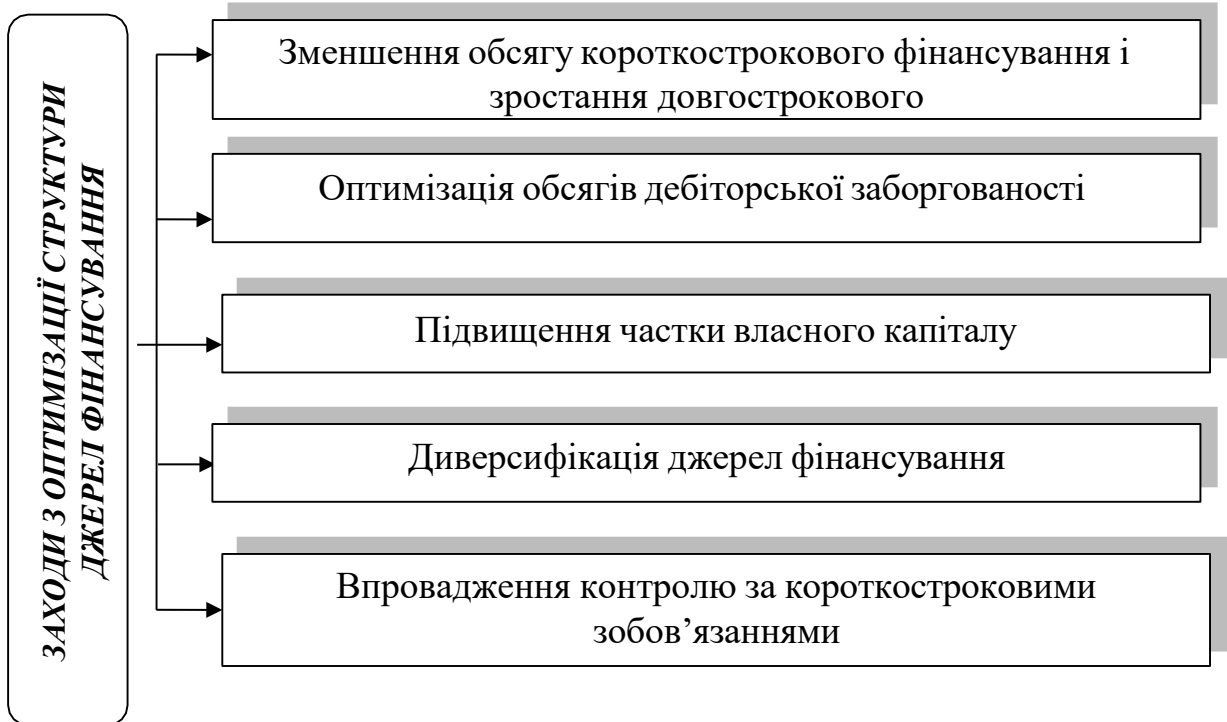 ЗАХОДИ З ОПТИМІЗАЦІЇ СТРУКТУРИ
ДЖЕРЕЛ ФІНАНСУВАННЯ
Зменшення обсягу короткострокового фінансування і
зростання довгострокового
Оптимізація обсягів дебіторської заборгованості
Підвищення частки власного капіталу
Диверсифікація джерел фінансування
Впровадження контролю за короткостроковими
зобов’язаннями